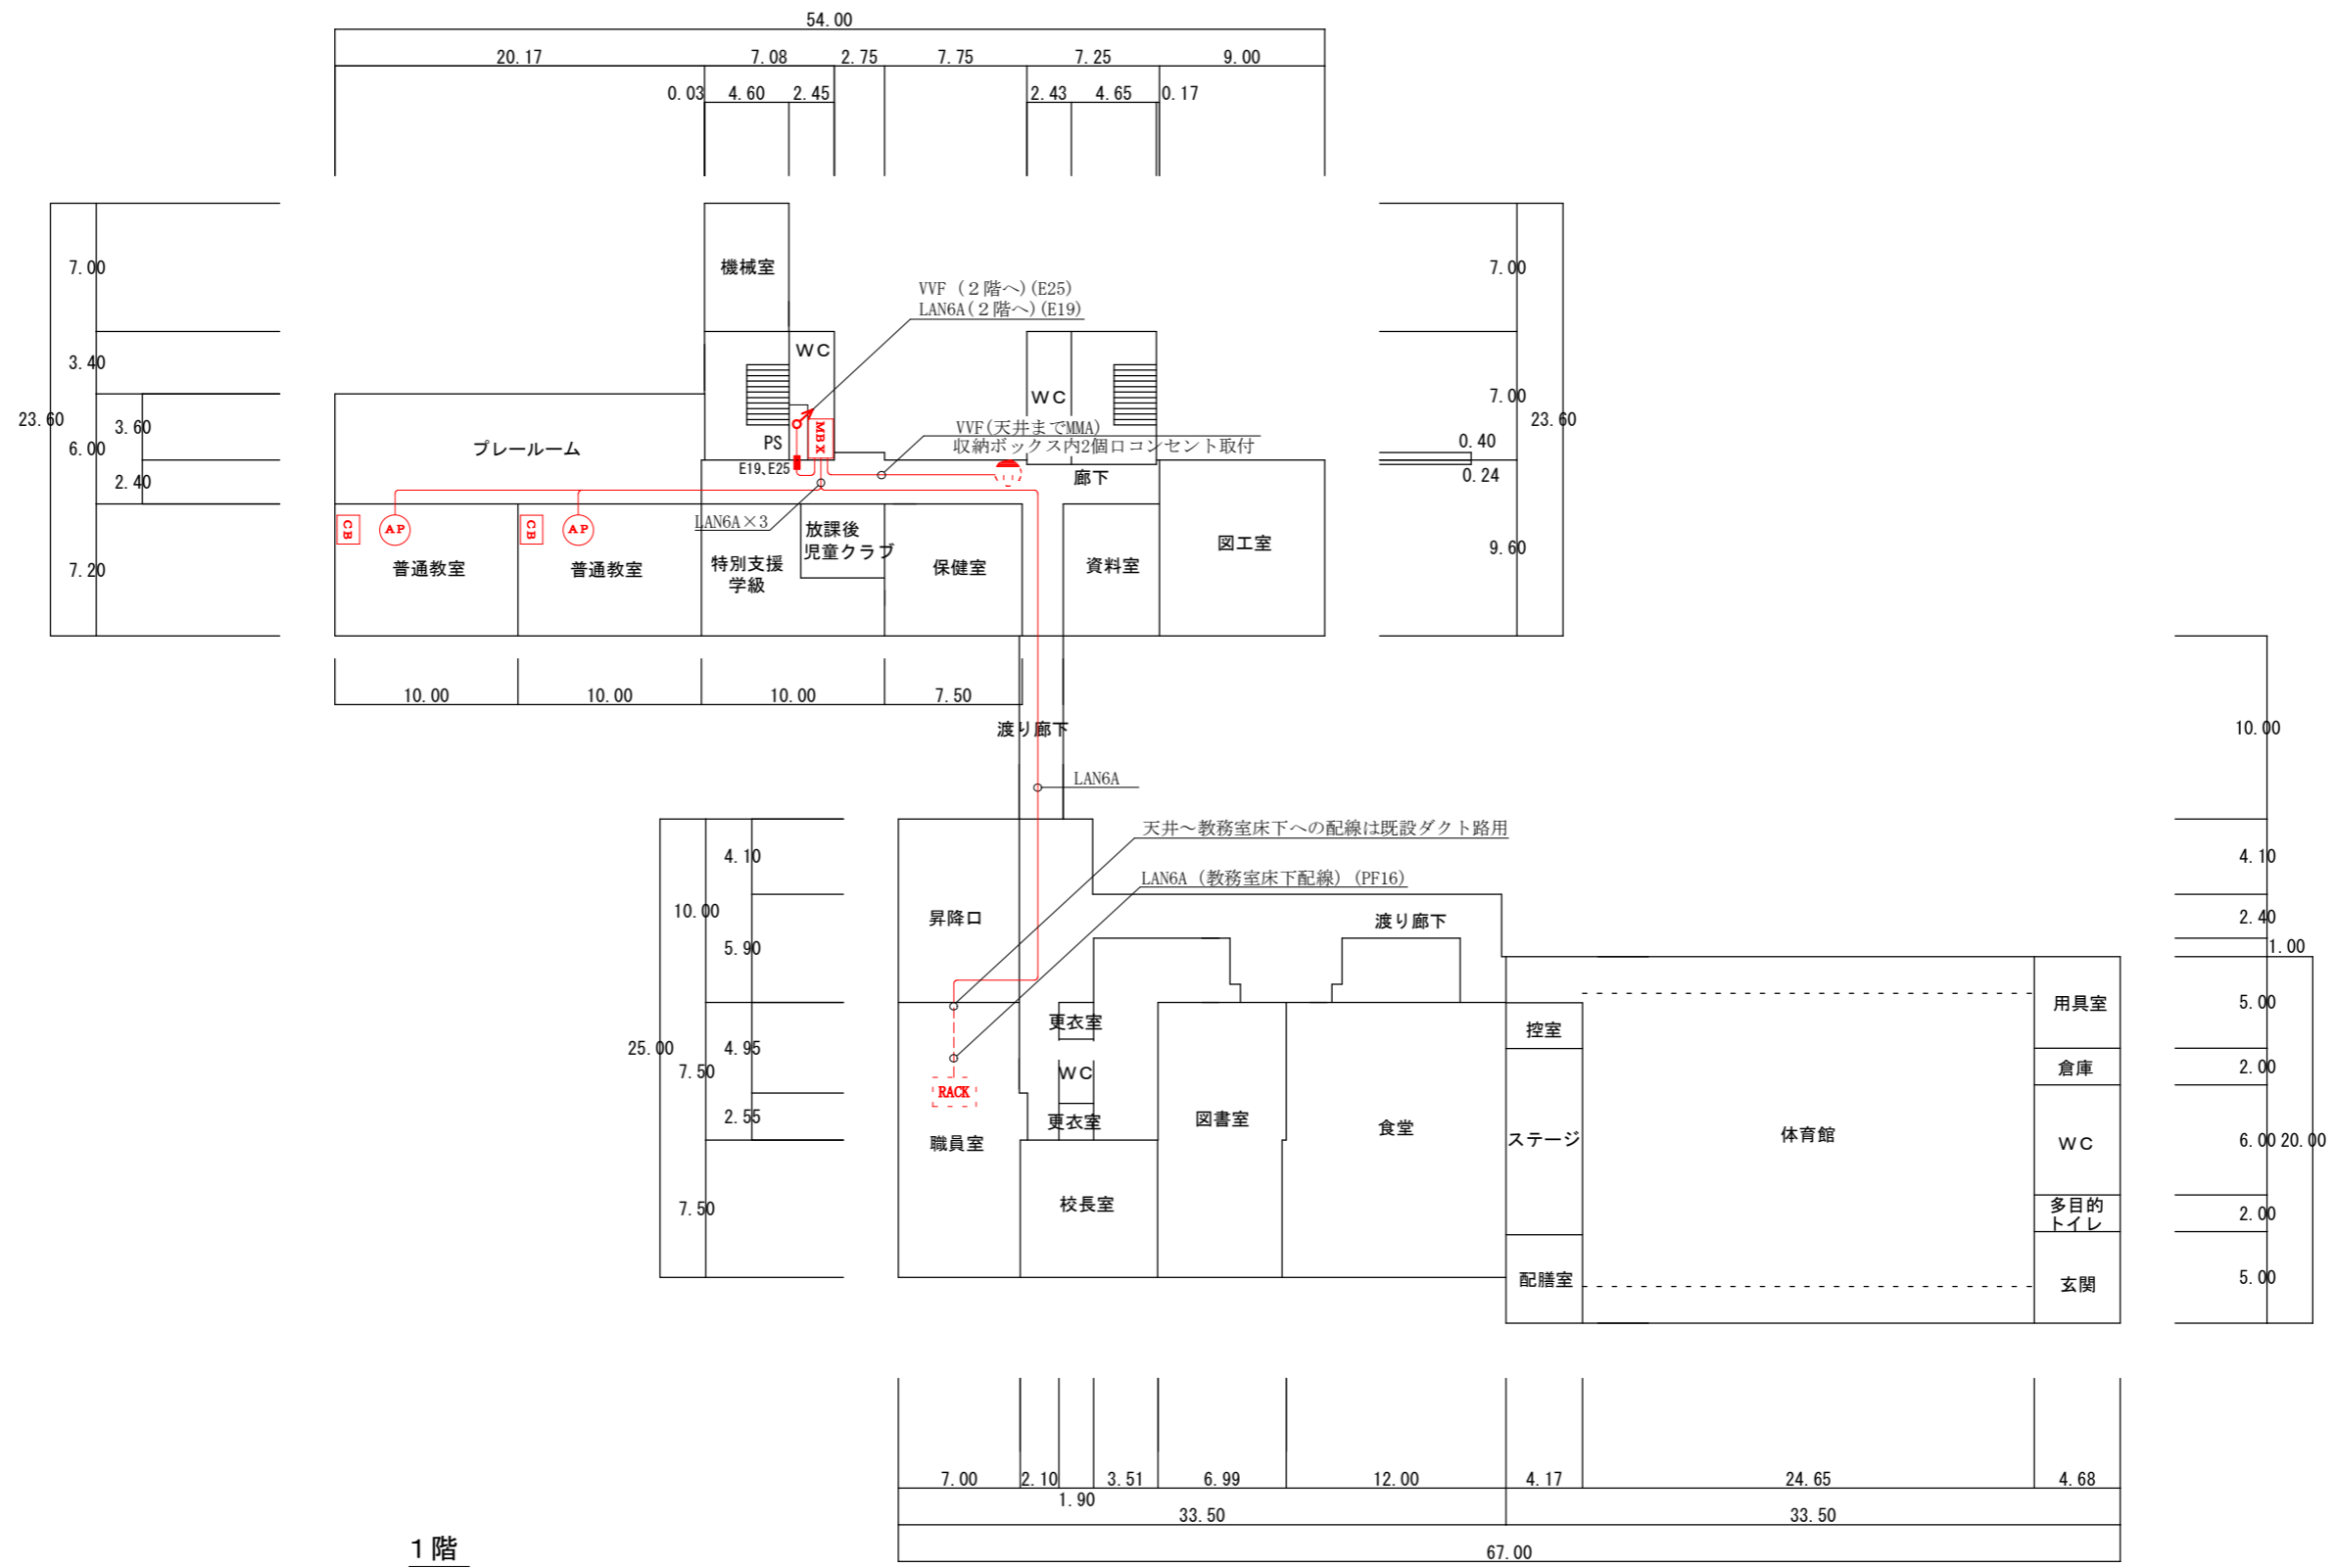 54.00
20.17
7.08
2.75
7.75
7.25
9.00
0.03
4.60
2.45
2.43
4.65
0.17
7.00
3.40
23.60
3.60
6.00
2.40
7.20
機械室
VVF (２階へ)(E25)
LAN6A(２階へ)(E19)
ＷＣ
ＷＣ
MBX
PS
E19、E25
VVF(天井までMMA)
収納ボックス内2個口コンセント取付
プレールーム
廊下
LAN6A×3
CB
AP
CB
AP
普通教室
普通教室
特別支援
学級
放課後
児童クラブ
保健室
資料室
図工室
7.00
7.00
23.60
0.40
0.24
9.60
10.00
10.00
10.00
7.50
渡り廊下
LAN6A
10.00
天井～教務室床下への配線は既設ダクト路用
LAN6A (教務室床下配線) (PF16)
4.10
10.00
5.90
25.00
4.95
7.50
2.55
7.50
昇降口
渡り廊下
更衣室
ＷＣ
更衣室
RACK
職員室
校長室
図書室
食堂
控室
ステージ
配膳室
体育館
用具室
倉庫
ＷＣ
多目的
トイレ
玄関
4.10
2.40
1.00
5.00
2.00
6.00
20.00
2.00
5.00
7.00
2.10
1.90
3.51
6.99
12.00
4.17
24.65
4.68
33.50
33.50
67.00
１階